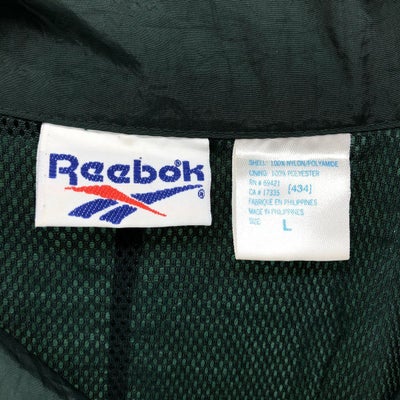 Reebok®
SHELL: 100% NYLON/POLYAMIDE
LINING: 100% POLYESTER
RN # 69421
CA # 17335 [434]
FABRIQUE EN PHILIPPINES
MADE IN PHILIPPINES
SIZE: L